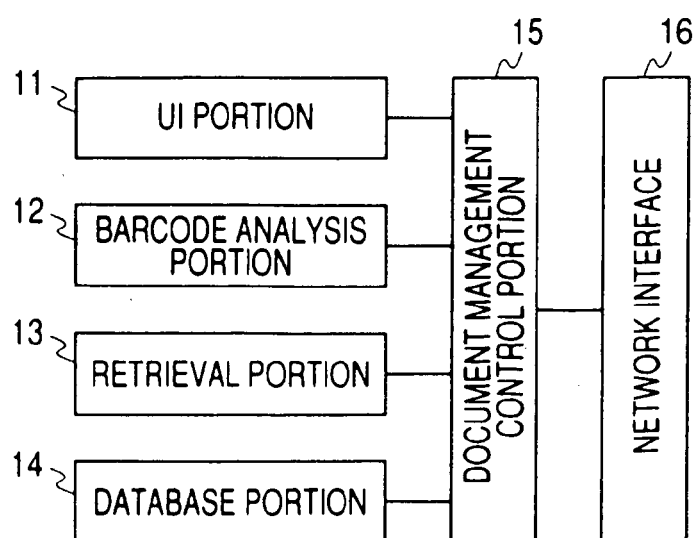 15
16
11
UI PORTION
12
BARCODE ANALYSIS
PORTION
13
RETRIEVAL PORTION
14
DATABASE PORTION
DOCUMENT MANAGEMENT
CONTROL PORTION
NETWORK INTERFACE